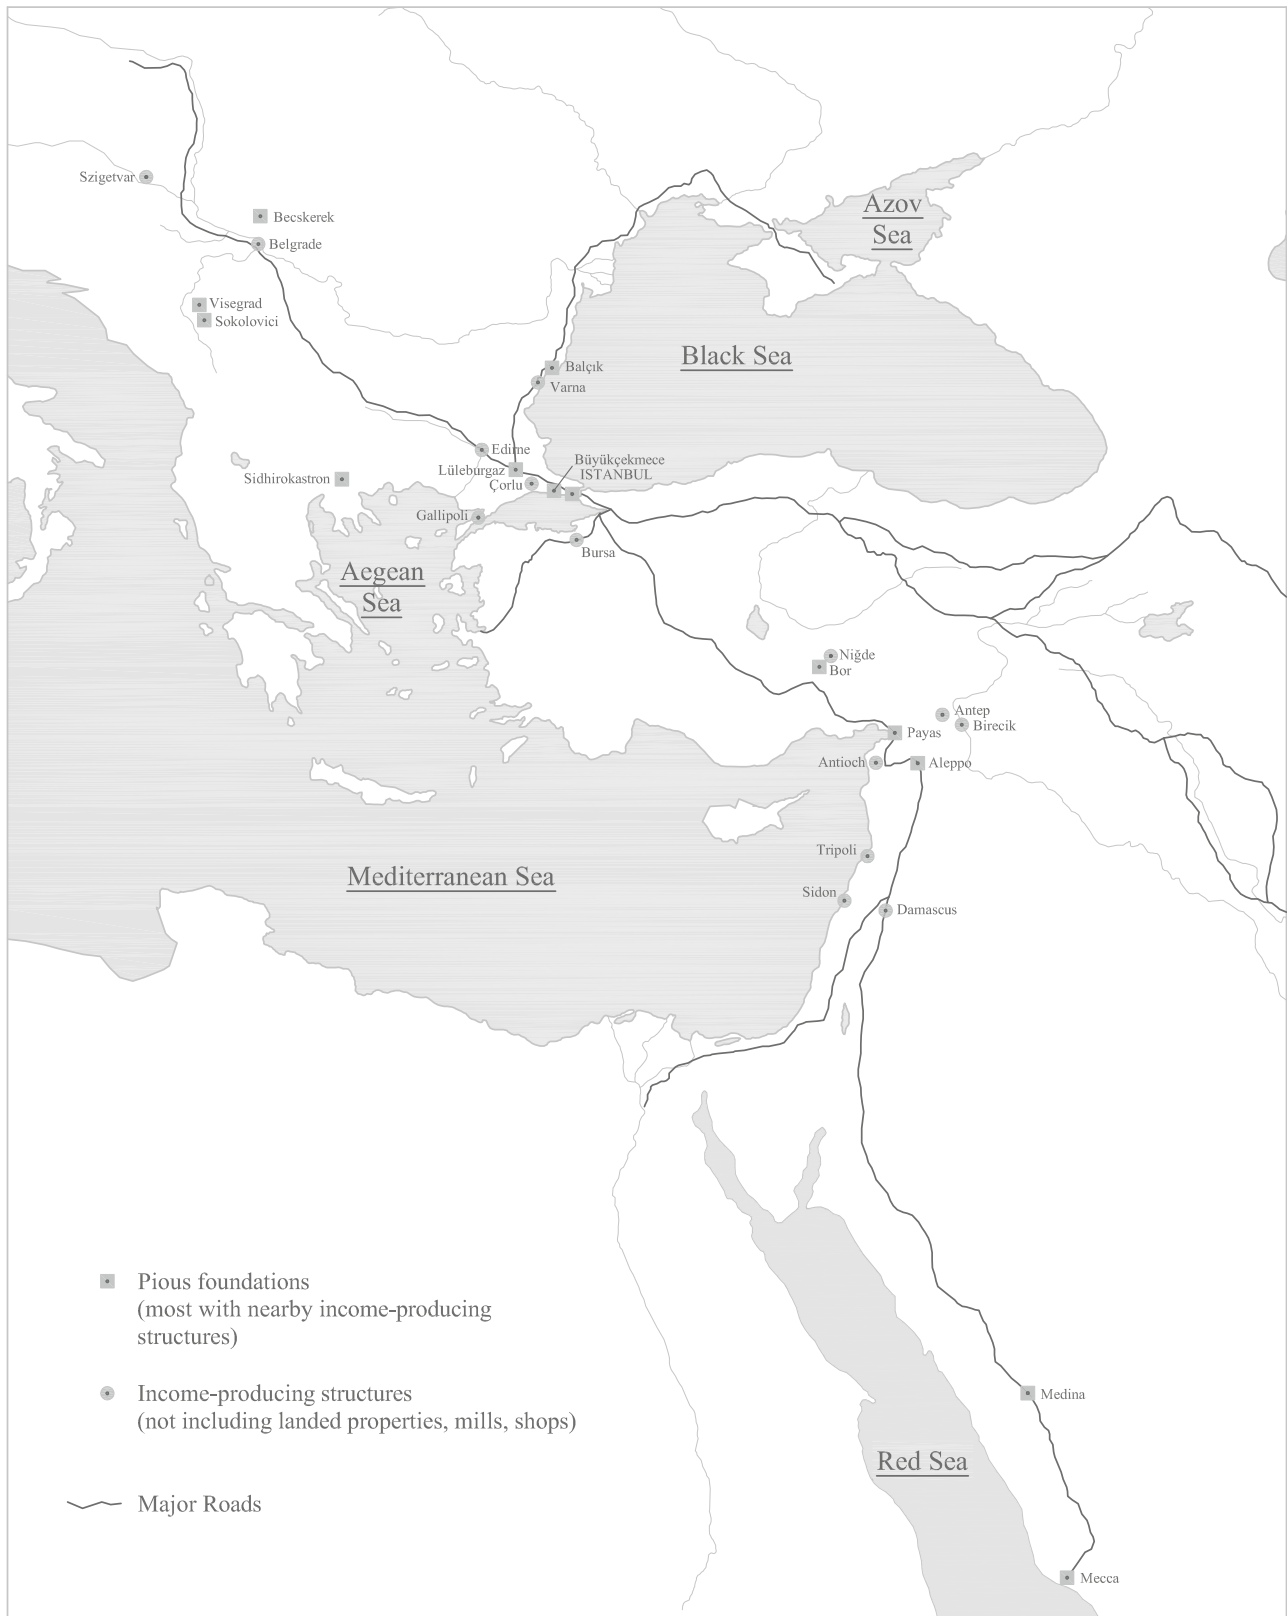 Azov
Sea
Szigetvar
Becskerek
Belgrade
Visegrad
Sokolovici
Black Sea
Balçık
Varna
Edirne
Büyükçekmece
Lüleburgaz
ISTANBUL
Sidhirokastron
Çorlu
Gallipoli
Bursa
Aegean
Sea
Niğde
Bor
Antep
Birecik
Payas
Antioch
Aleppo
Tripoli
Mediterranean Sea
Sidon
Damascus
Pious foundations
(most with nearby income-producing
structures)
Income-producing structures
(not including landed properties, mills, shops)
Medina
Red Sea
Major Roads
Mecca